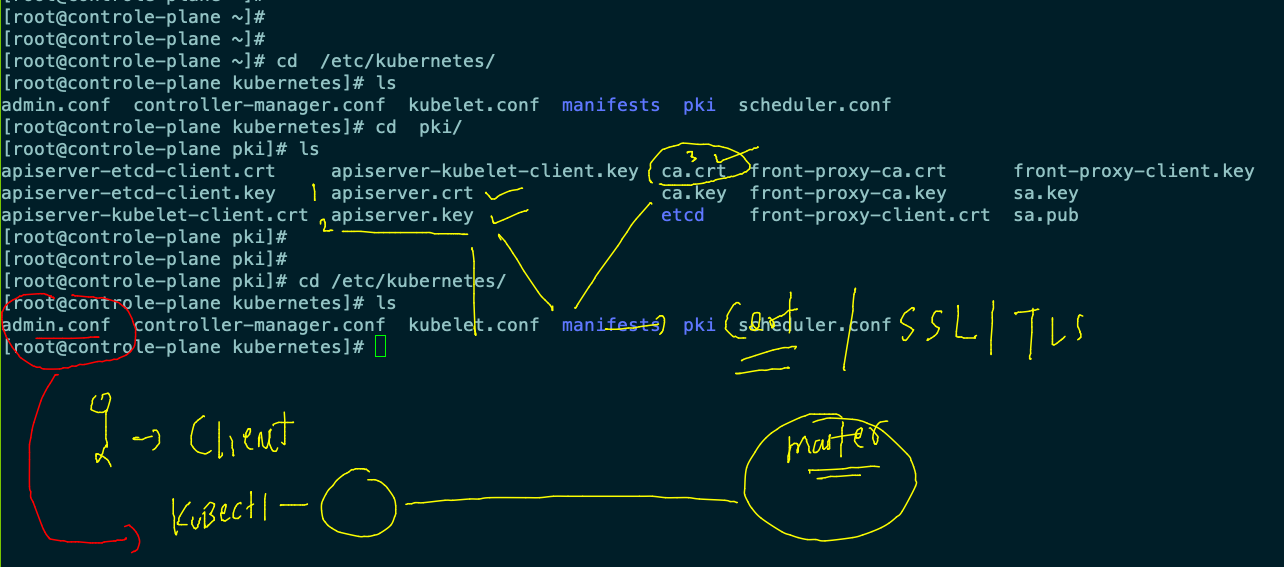 [root@controle-plane ~]#
[root@controle-plane ~]#
[root@controle-plane ~]# cd  /etc/kubernetes/
[root@controle-plane kubernetes]# ls
admin.conf  controller-manager.conf  kubelet.conf  manifests  pki  scheduler.conf
[root@controle-plane kubernetes]# cd  pki/
[root@controle-plane pki]# ls
apiserver-etcd-client.crt     apiserver-kubelet-client.key  ca.crt  front-proxy-ca.crt      front-proxy-client.key
apiserver-etcd-client.key     apiserver.crt                 ca.key  front-proxy-ca.key      sa.key
apiserver-kubelet-client.crt  apiserver.key                 etcd    front-proxy-client.crt  sa.pub
[root@controle-plane pki]#
[root@controle-plane pki]#
[root@controle-plane pki]# cd /etc/kubernetes/
[root@controle-plane kubernetes]# ls
admin.conf  controller-manager.conf  kubelet.conf  manifests  pki  scheduler.conf
[root@controle-plane kubernetes]#
3
1
2
Cert / SSL | TLS
Client
master
KuBectl